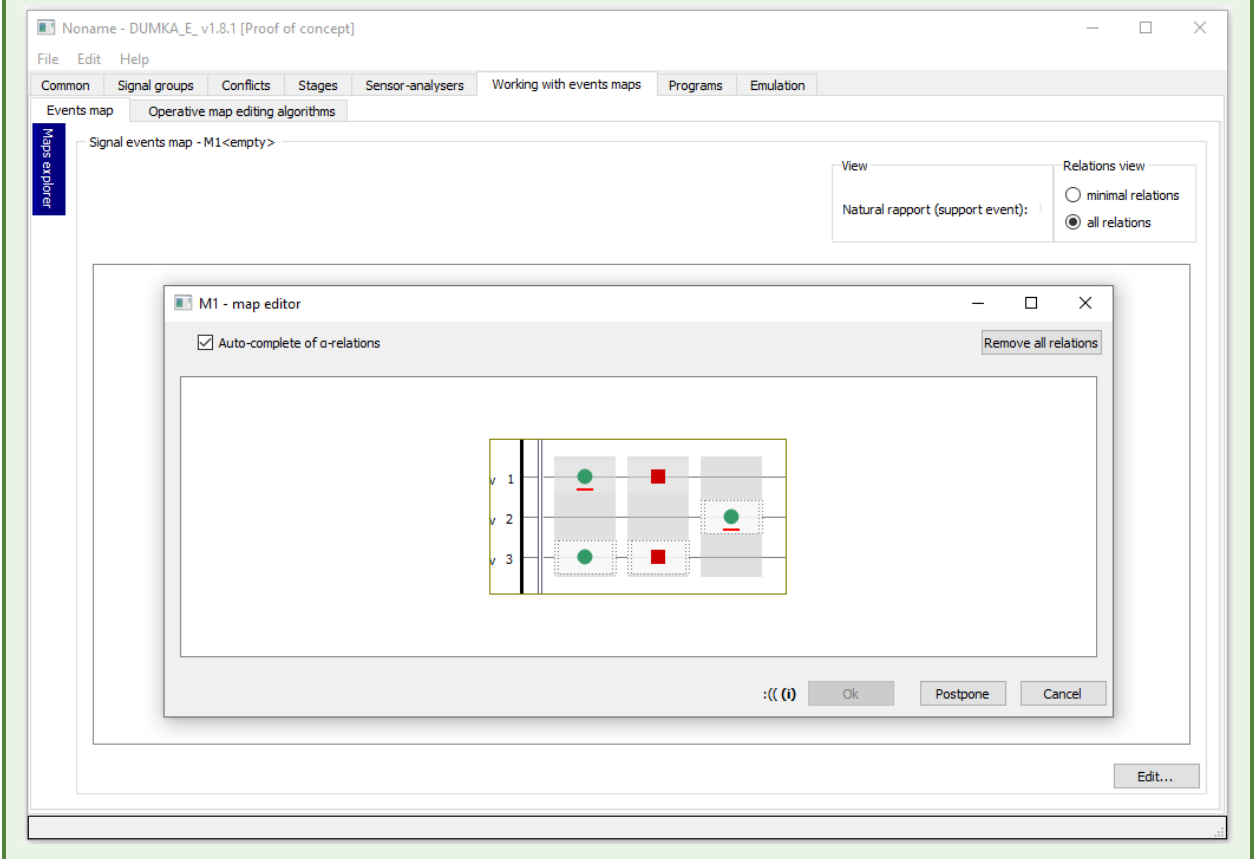 Noname - DUMKA_E_ v1.8.1 [Proof of concept]
File Edit Help
Common Signal groups Conflicts Stages Sensor-analysers Working with events maps Programs Emulation
Events map Operative map editing algorithms
Maps explorer
Signal events map - M1<empty>
View
Natural rapport (support event):
Relations view
minimal relations
all relations
M1 - map editor
Auto-complete of α-relations
Remove all relations
v 1
v 2
v 3
:(( (i) Ok Postpone Cancel
Edit...